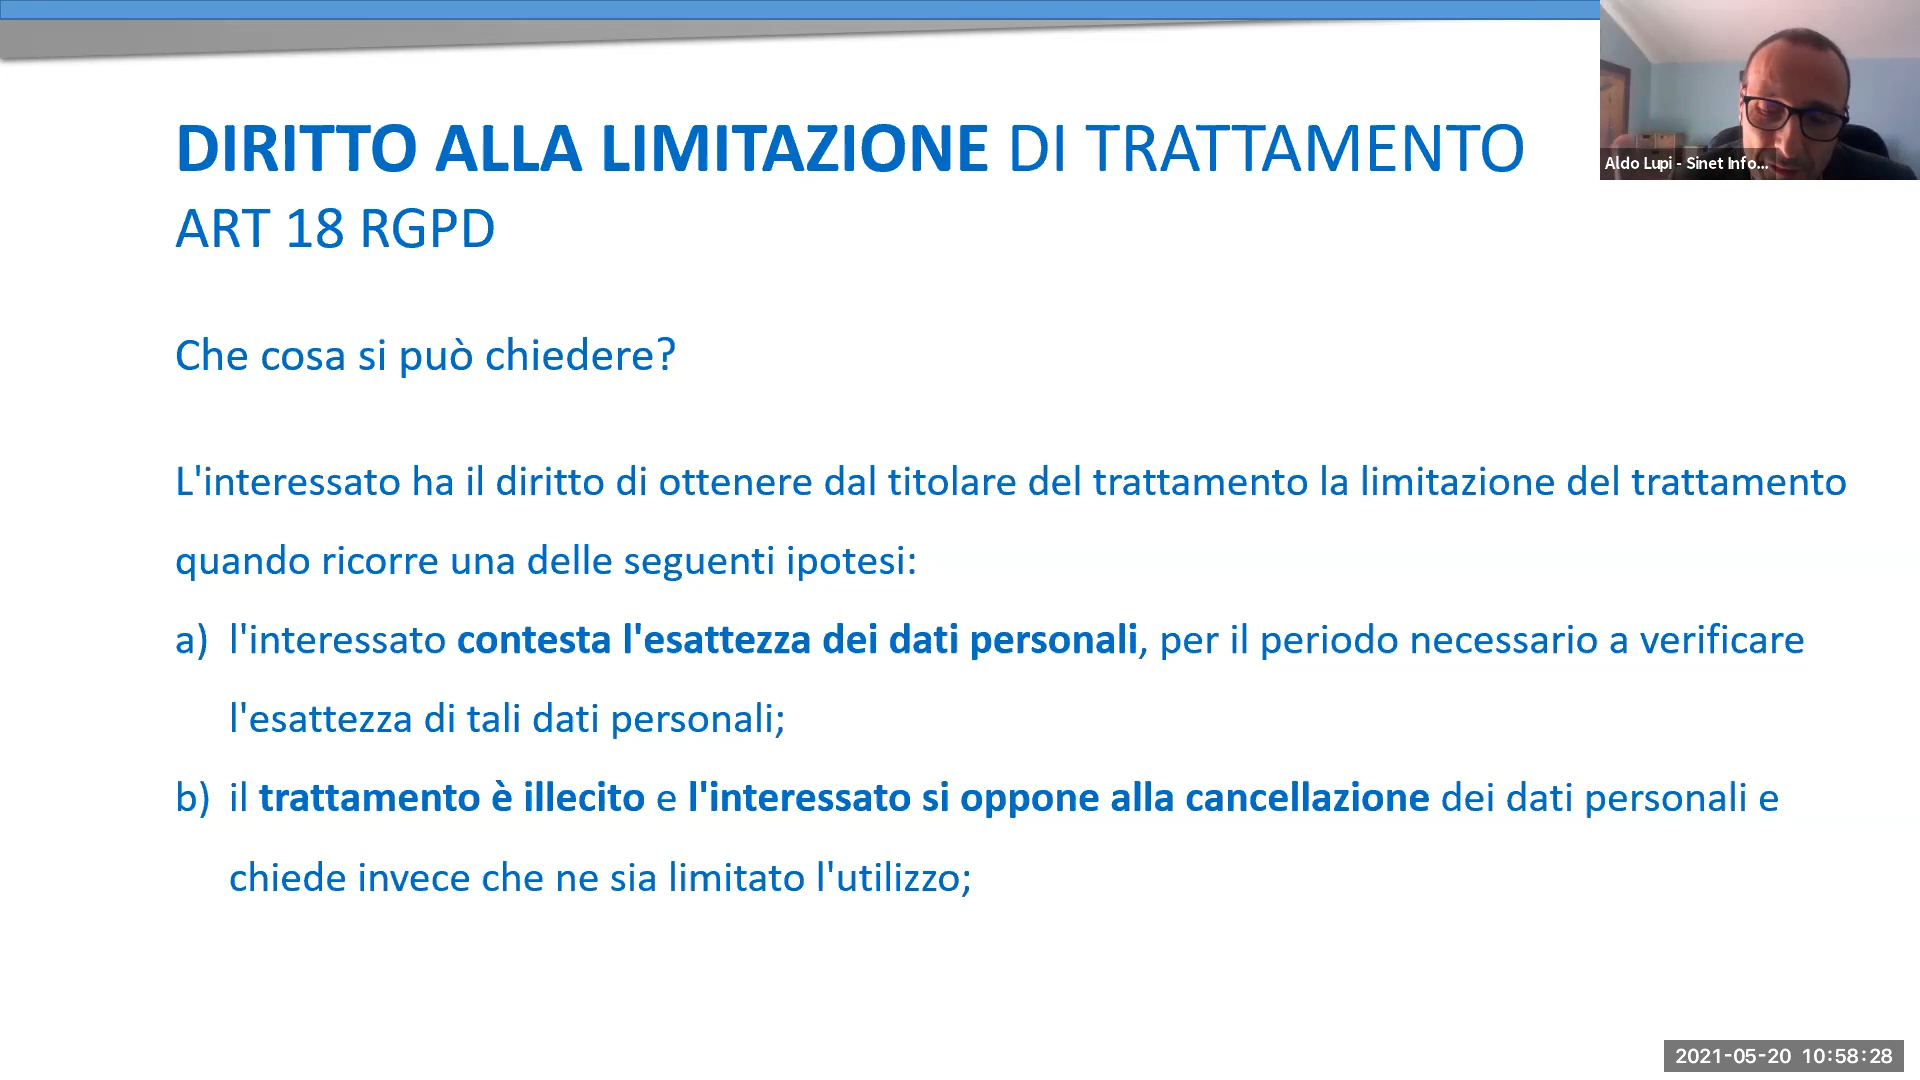 DIRITTO ALLA LIMITAZIONE DI TRATTAMENTO
ART 18 RGPD
Aldo Lupi - Sinet Info...
Che cosa si può chiedere?
L'interessato ha il diritto di ottenere dal titolare del trattamento la limitazione del trattamento
quando ricorre una delle seguenti ipotesi:
a) l'interessato contesta l'esattezza dei dati personali, per il periodo necessario a verificare
l'esattezza di tali dati personali;
b) il trattamento è illecito e l'interessato si oppone alla cancellazione dei dati personali e
chiede invece che ne sia limitato l'utilizzo;
2021-05-20 10:58:28